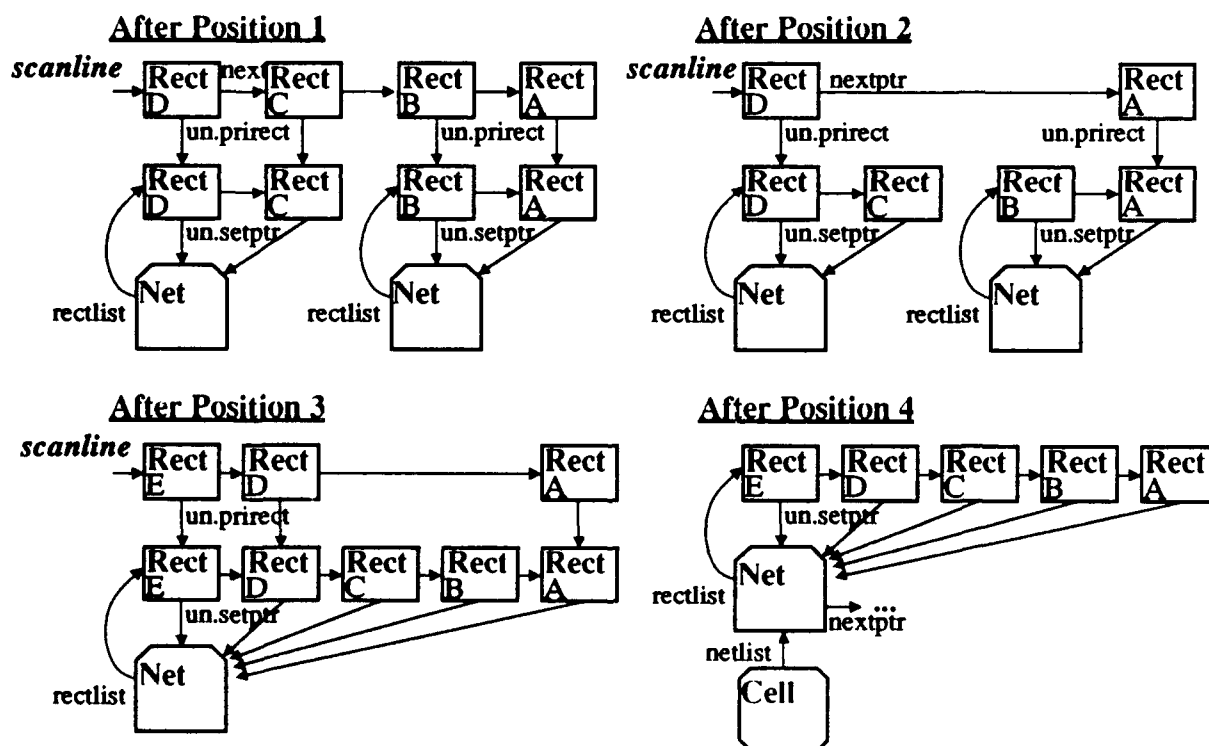 After Position 1
scanline
Rect D
next
Rect C
Rect B
Rect A
un.prirect
un.prirect
Rect D
Rect C
Rect B
Rect A
un.setptr
un.setptr
Net
Net
rectlist
rectlist
After Position 2
scanline
Rect D
nextptr
Rect A
un.prirect
un.prirect
Rect D
Rect C
Rect B
Rect A
un.setptr
un.setptr
Net
Net
rectlist
rectlist
After Position 3
scanline
Rect E
Rect D
Rect A
un.prirect
Rect E
Rect D
Rect C
Rect B
Rect A
un.setptr
Net
rectlist
After Position 4
Rect E
Rect D
Rect C
Rect B
Rect A
un.setptr
Net
rectlist
...
nextptr
netlist
Cell